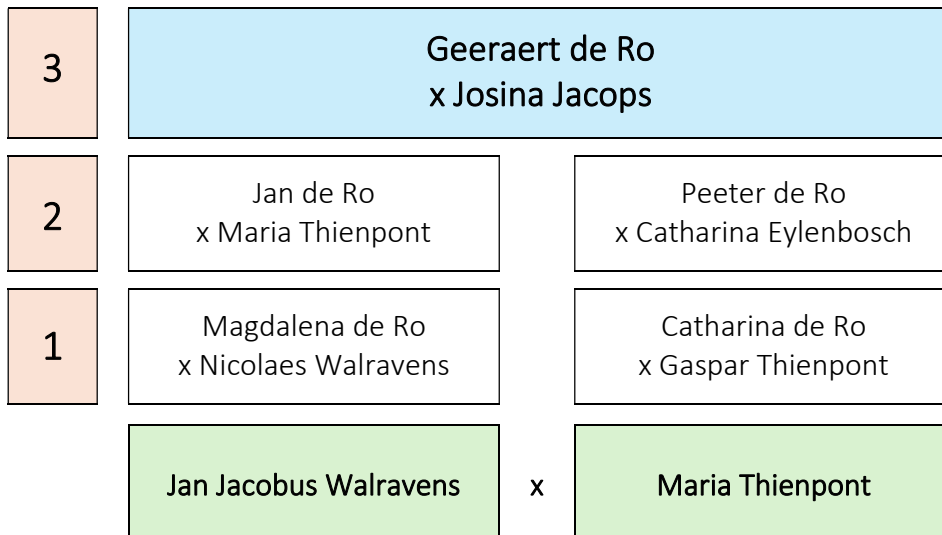 3
Geeraert de Ro
x Josina Jacops
2
Jan de Ro
x Maria Thienpont
Peeter de Ro
x Catharina Eylenbosch
1
Magdalena de Ro
x Nicolaes Walravens
Catharina de Ro
x Gaspar Thienpont
Jan Jacobus Walravens
x
Maria Thienpont